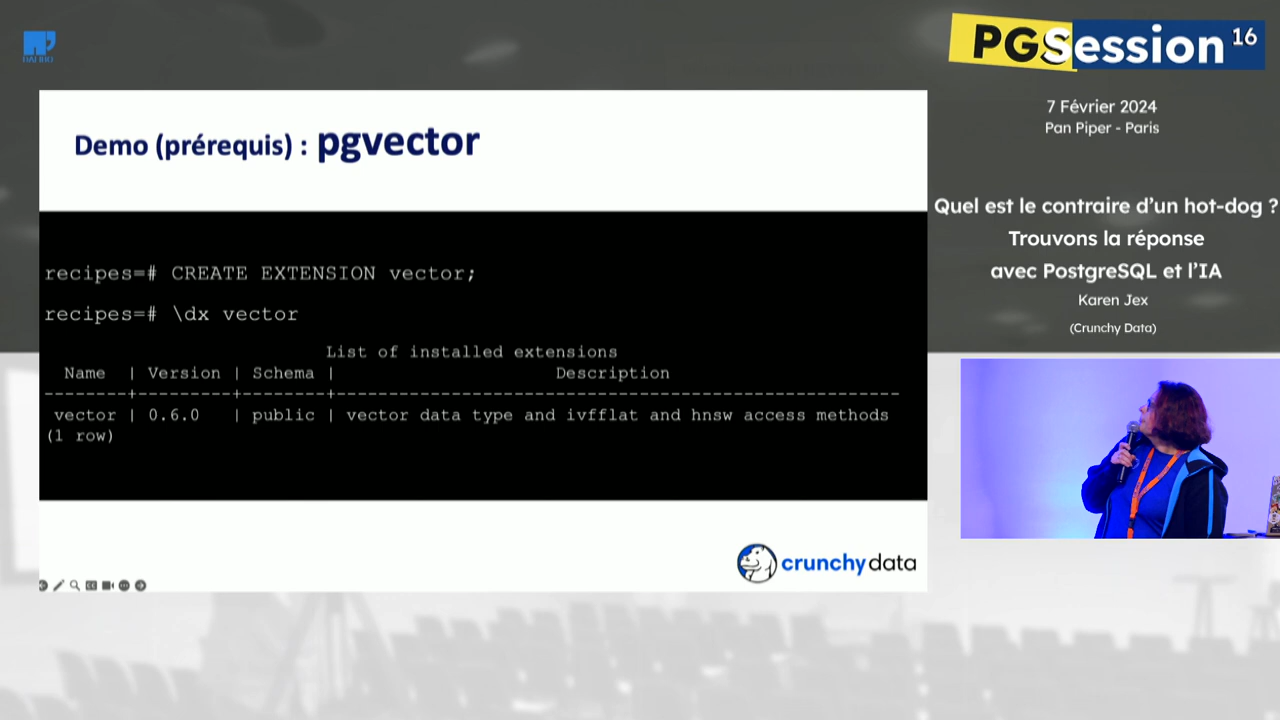 PGSession 16
7 Février 2024
Pan Piper - Paris
Quel est le contraire d'un hot-dog ?
Trouvons la réponse
avec PostgreSQL et l'IA
Karen Jex
(Crunchy Data)
Demo (prérequis) : pgvector
recipes=# CREATE EXTENSION vector;
recipes=# \dx vector
List of installed extensions
Name | Version | Schema | Description
--------+---------+--------+------------------------------------------------------
vector | 0.6.0 | public | vector data type and ivfflat and hnsw access methods
(1 row)
crunchydata